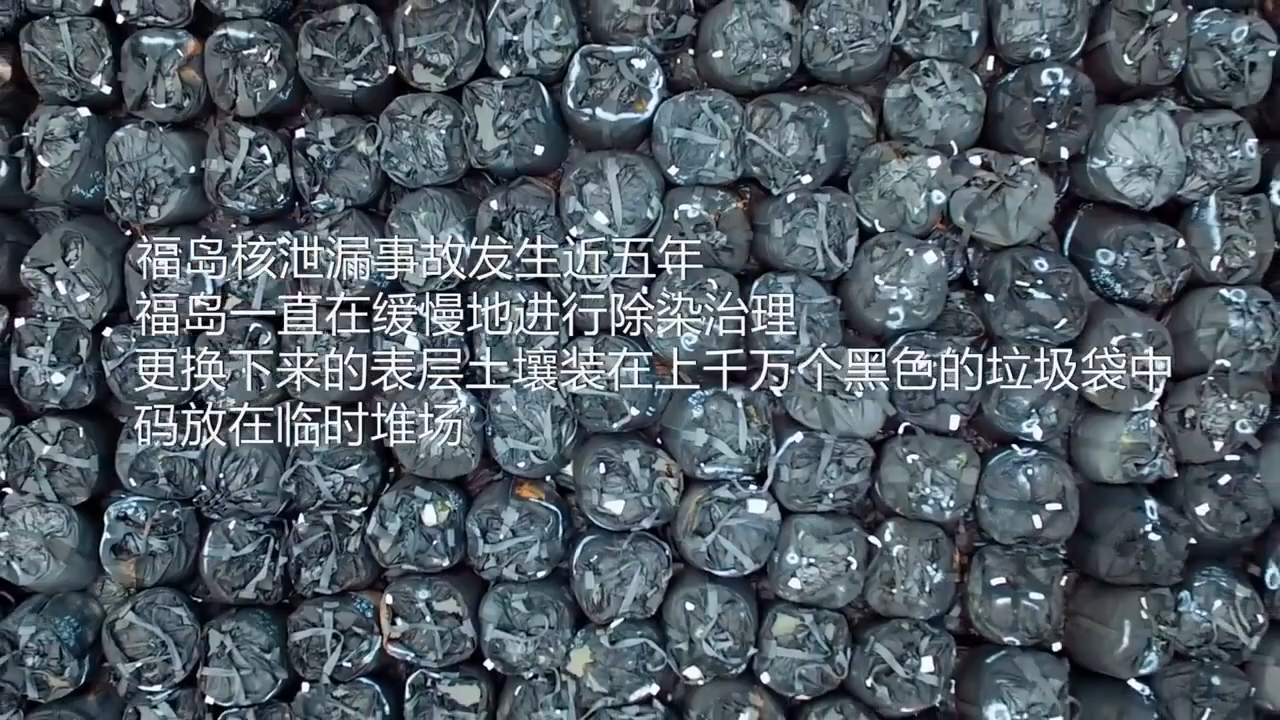 福岛核泄漏事故发生近五年
福岛一直在缓慢地进行除染治理
更换下来的表层土壤装在上千万个黑色的垃圾袋中
码放在临时堆场